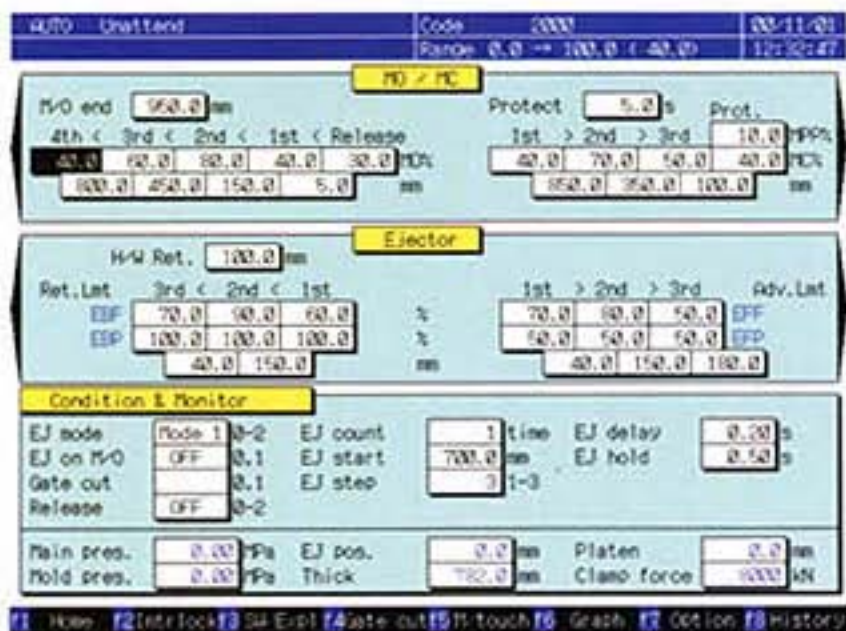 AUTO Unattend Code 2000 00/11/01
Range 0.0 → 100.0 ( 40.0) 12:32:47
MO / MC
M/O end 950.0 mm Protect 5.0 s Prot.
4th < 3rd < 2nd < 1st < Release 1st > 2nd > 3rd 10.0 MPP%
40.0 60.0 80.0 40.0 30.0 MO% 40.0 70.0 50.0 40.0 MC%
800.0 450.0 150.0 5.0 mm 850.0 350.0 100.0 mm
Ejector
H/W Ret. 100.0 mm
Ret.Lmt 3rd < 2nd < 1st 1st > 2nd > 3rd Adv.Lmt
EBF 70.0 90.0 60.0 % 70.0 80.0 50.0 EFF
EBP 100.0 100.0 100.0 % 50.0 50.0 50.0 EFP
40.0 150.0 mm 40.0 150.0 180.0
Condition & Monitor
EJ mode Mode 1 0-2 EJ count 1 time EJ delay 0.20 s
EJ on M/O OFF 0.1 EJ start 700.0 mm EJ hold 0.50 s
Gate cut 0.1 EJ step 3 1-3
Release OFF 0-2
Main pres. 0.00 MPa EJ pos. 0.0 mm Platen 0.0 mm
Mold pres. 0.00 MPa Thick 782.0 mm Clamp force 8000 kN
f1 Home f2 Intrlock f3 SW Expl f4 Gate cut f5 M touch f6 Graph f7 Option f8 History